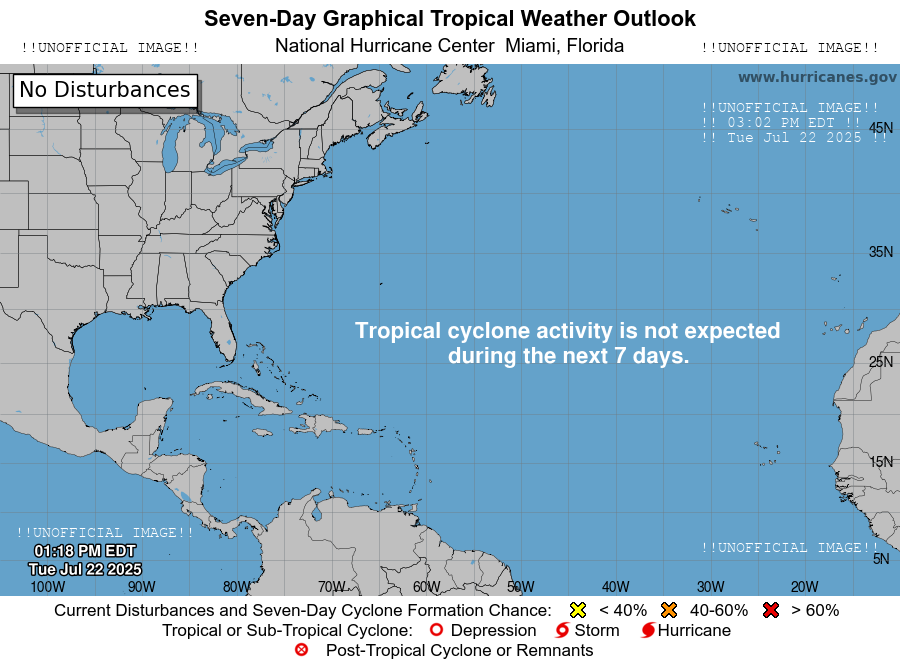 Seven-Day Graphical Tropical Weather Outlook
!!UNOFFICIAL IMAGE!!
National Hurricane Center Miami, Florida
!!UNOFFICIAL IMAGE!!
No Disturbances
www.hurricanes.gov
!!UNOFFICIAL IMAGE!!
!! 03:02 PM EDT !!
!! Tue Jul 22 2025 !!
45N
35N
Tropical cyclone activity is not expected
during the next 7 days.
25N
15N
!!UNOFFICIAL IMAGE!!
01:18 PM EDT
Tue Jul 22 2025
!!UNOFFICIAL IMAGE!!
5N
100W 90W 80W 70W 60W 50W 40W 30W 20W
Current Disturbances and Seven-Day Cyclone Formation Chance: < 40% 40-60% > 60%
Tropical or Sub-Tropical Cyclone: Depression Storm Hurricane
Post-Tropical Cyclone or Remnants